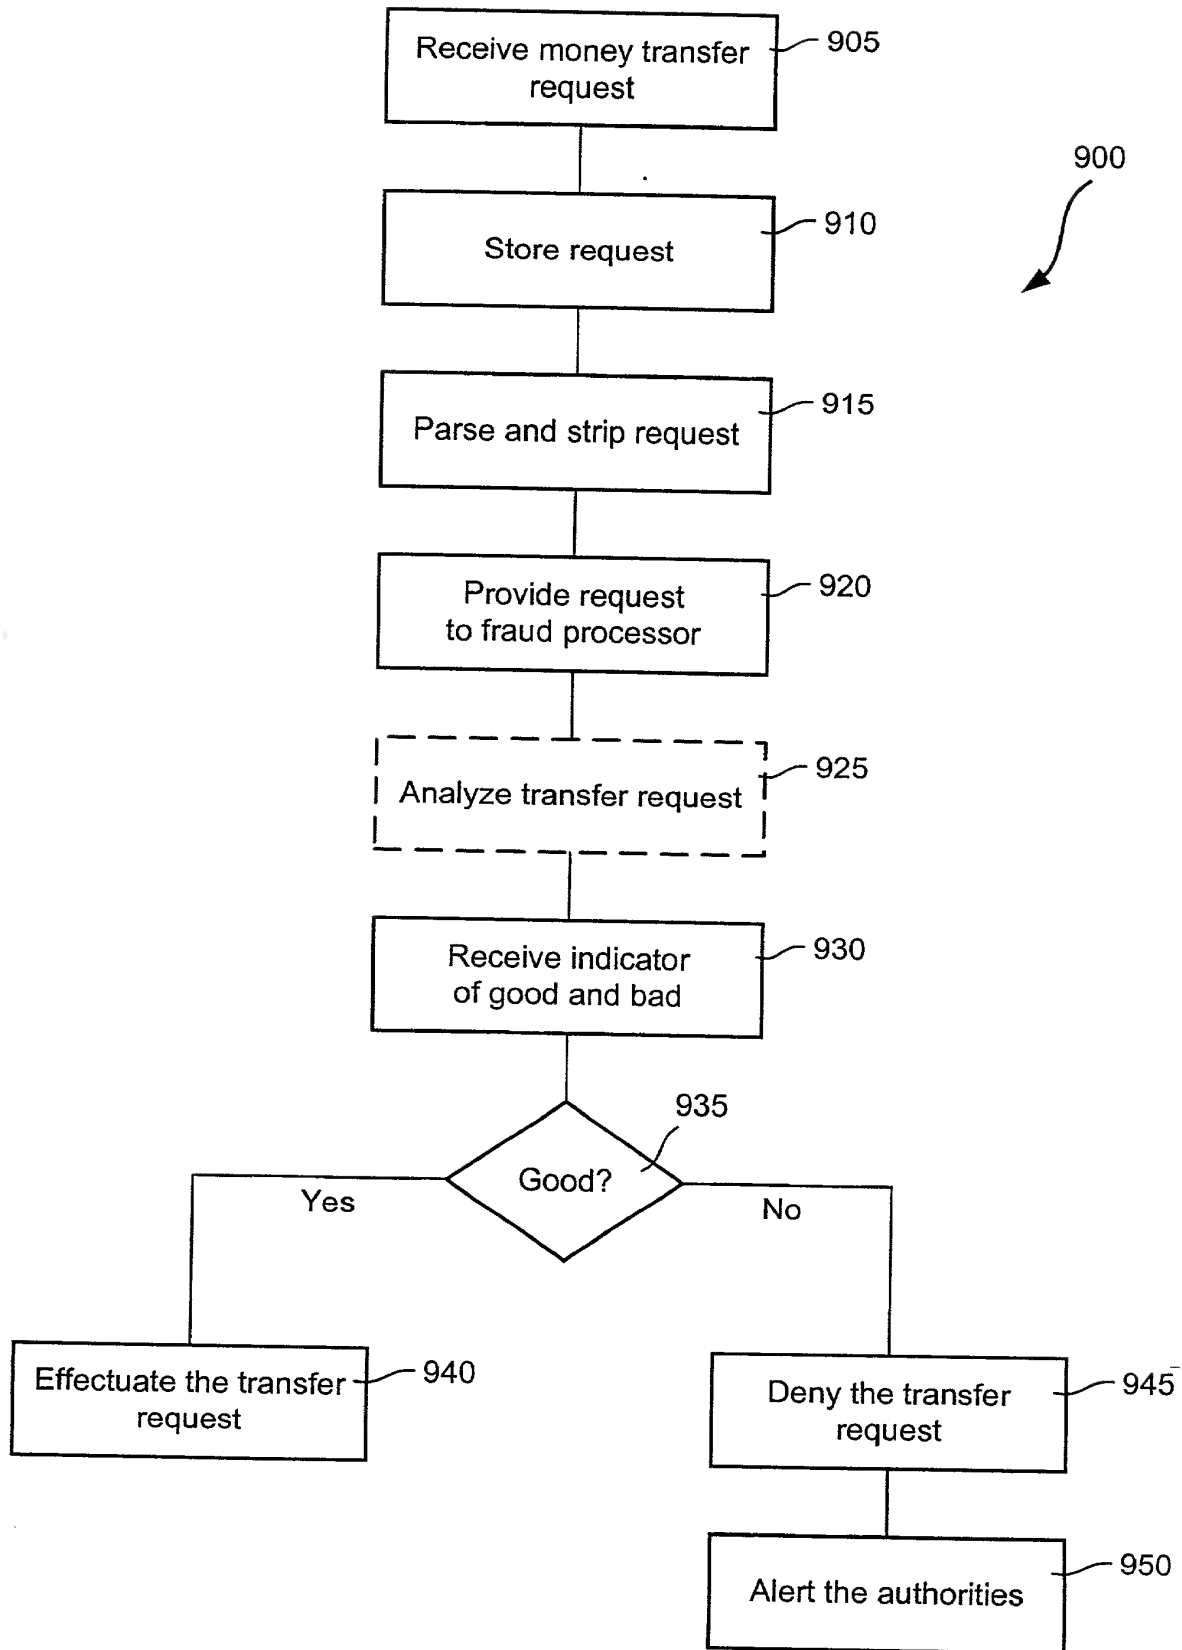 Receive money transfer
request
905
900
Store request
910
Parse and strip request
915
Provide request
to fraud processor
920
Analyze transfer request
925
Receive indicator
of good and bad
930
935
Good?
Yes
No
Effectuate the transfer
request
940
Deny the transfer
request
945
Alert the authorities
950